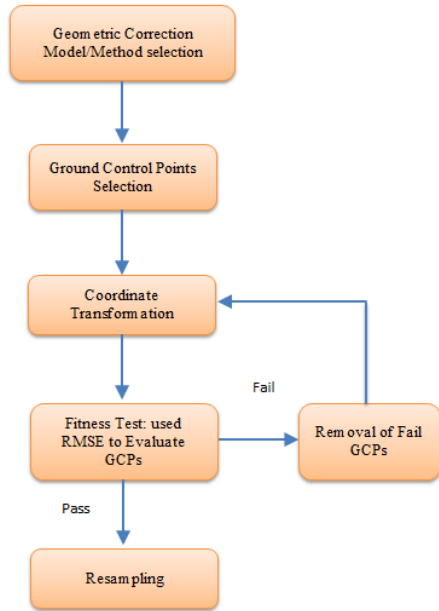 Geometric Correction
Model/Method selection
Ground Control Points
Selection
Coordinate
Transformation
Fail
Fitness Test: used
RMSE to Evaluate
GCPs
Removal of Fail
GCPs
Pass
Resampling